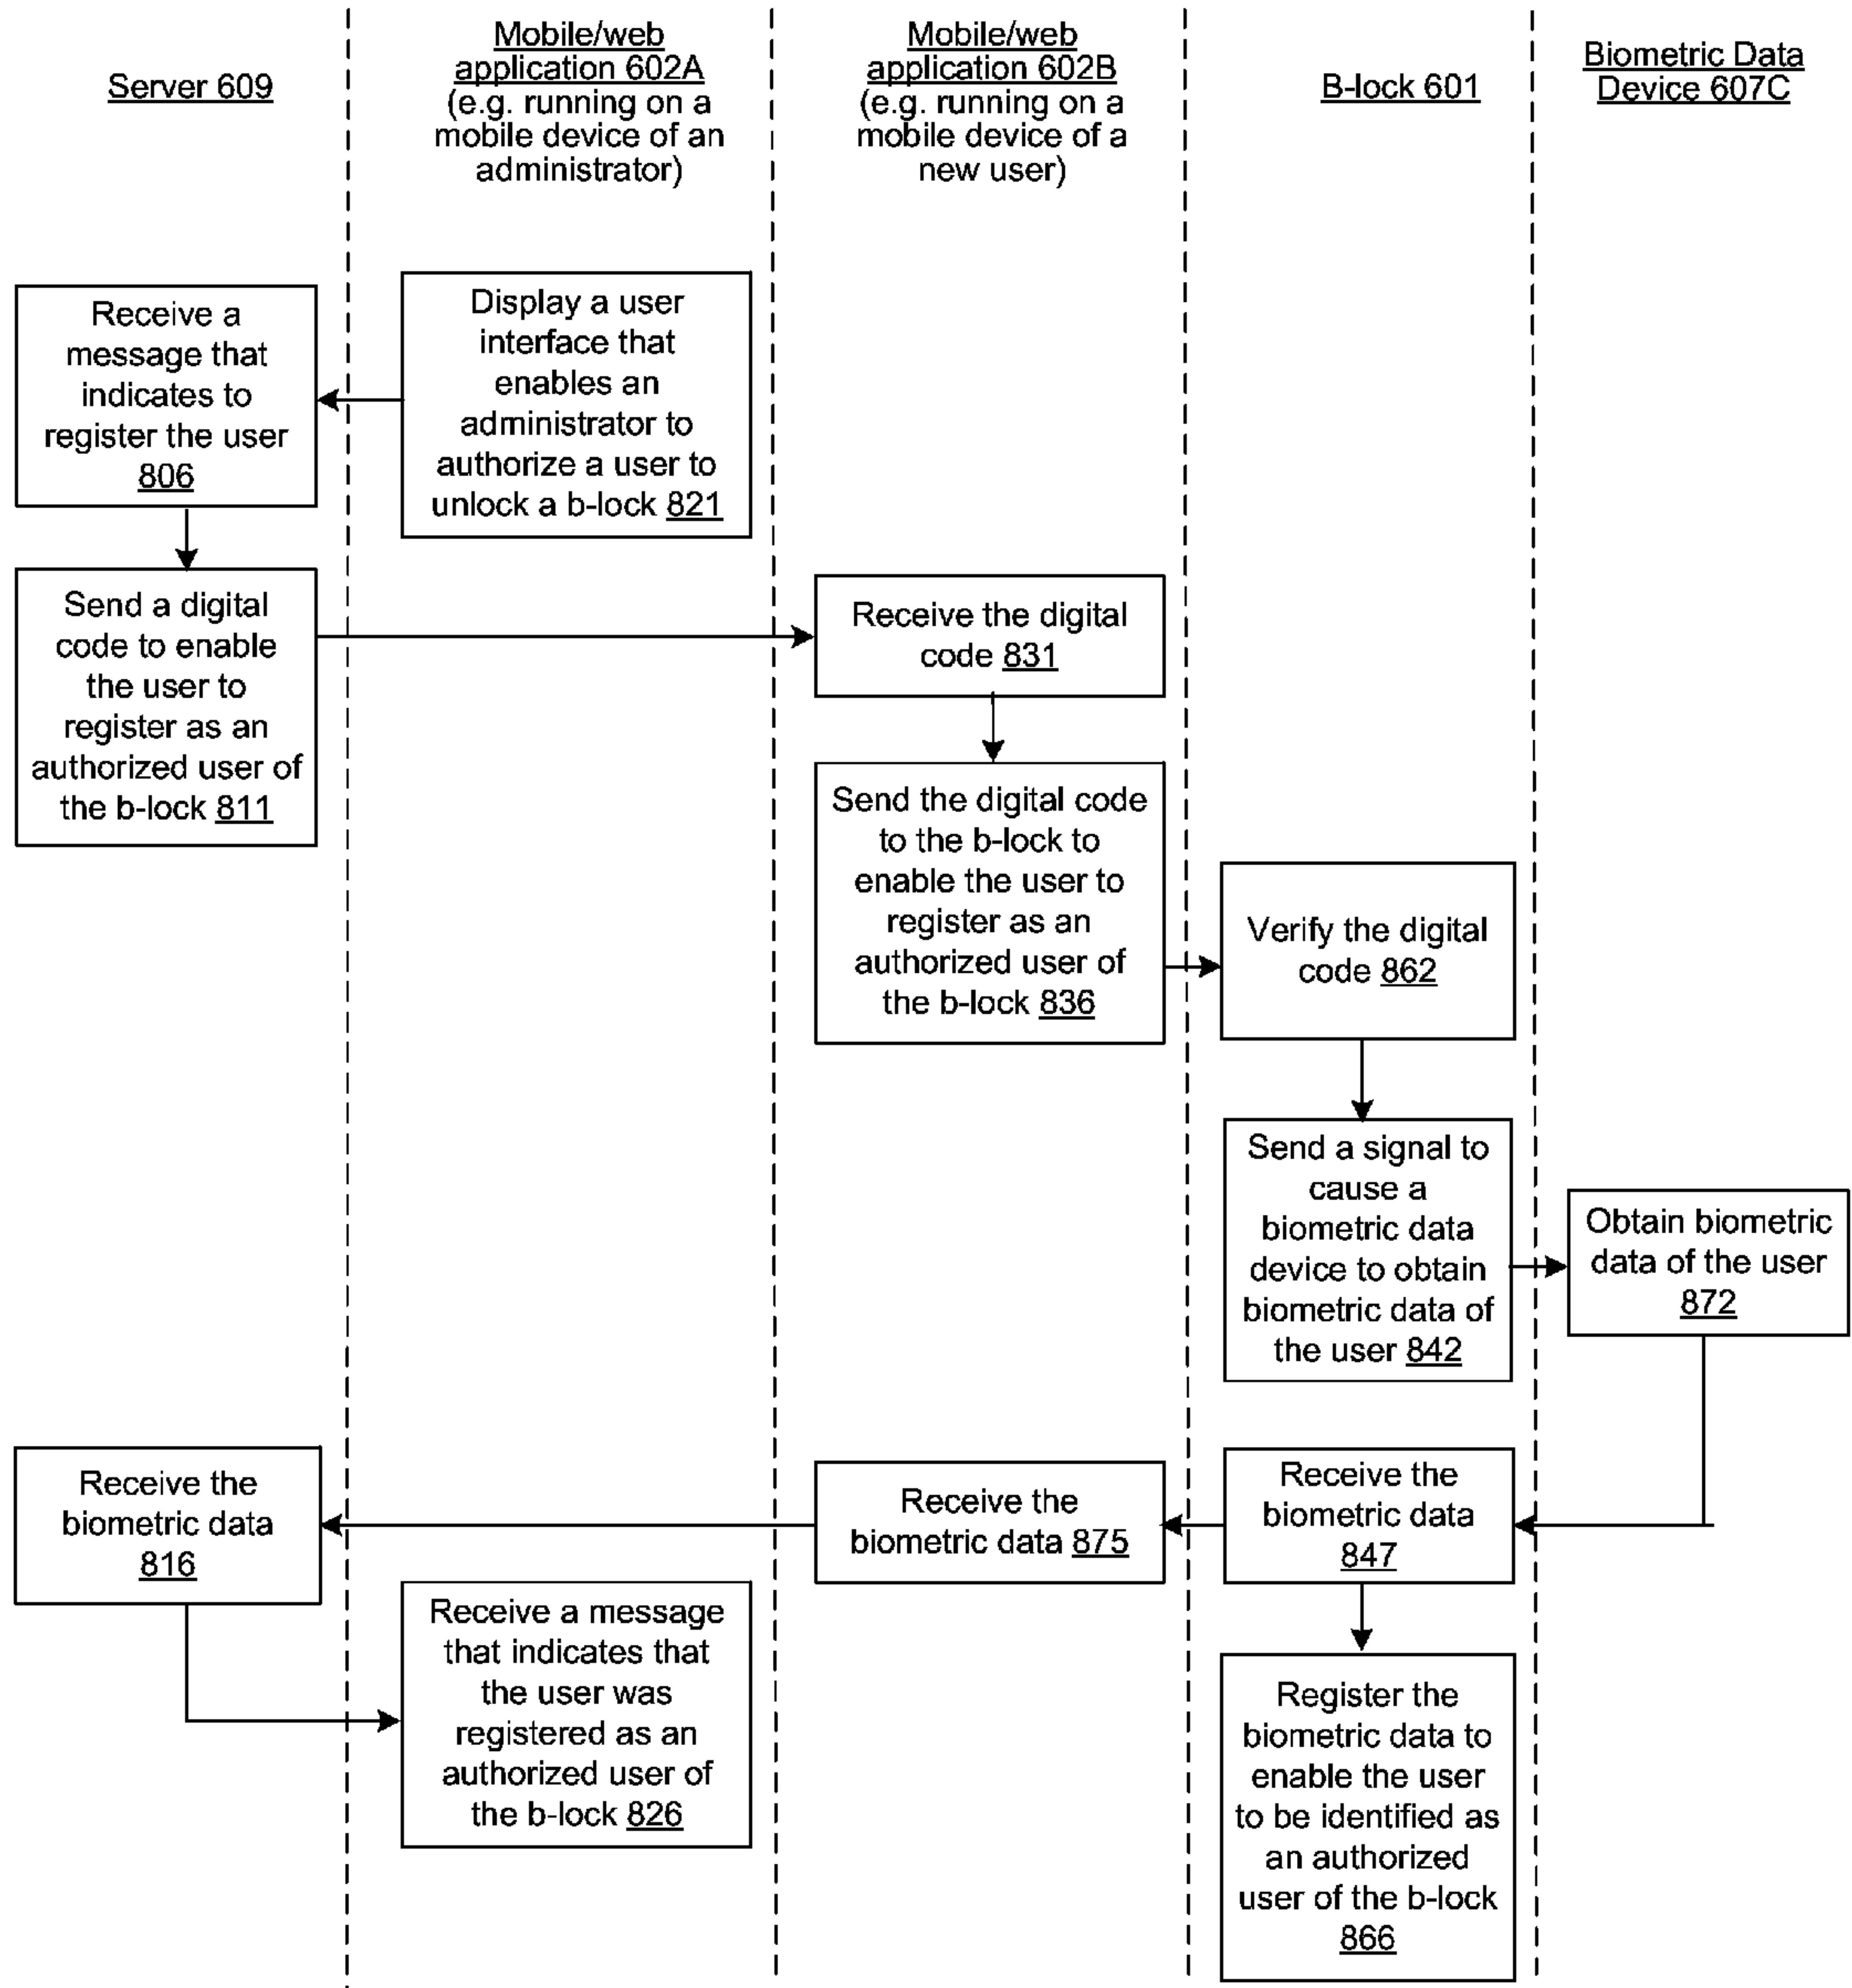 Server 609
Mobile/web
application 602A
(e.g. running on a
mobile device of an
administrator)
Mobile/web
application 602B
(e.g. running on a
mobile device of a
new user)
B-lock 601
Biometric Data
Device 607C
Receive a
message that
indicates to
register the user
806
Display a user
interface that
enables an
administrator to
authorize a user to
unlock a b-lock 821
Send a digital
code to enable
the user to
register as an
authorized user of
the b-lock 811
Receive the digital
code 831
Send the digital code
to the b-lock to
enable the user to
register as an
authorized user of
the b-lock 836
Verify the digital
code 862
Send a signal to
cause a
biometric data
device to obtain
biometric data of
the user 842
Obtain biometric
data of the user
872
Receive the
biometric data
816
Receive the
biometric data 875
Receive the
biometric data
847
Receive a message
that indicates that
the user was
registered as an
authorized user of
the b-lock 826
Register the
biometric data to
enable the user
to be identified as
an authorized
user of the b-lock
866